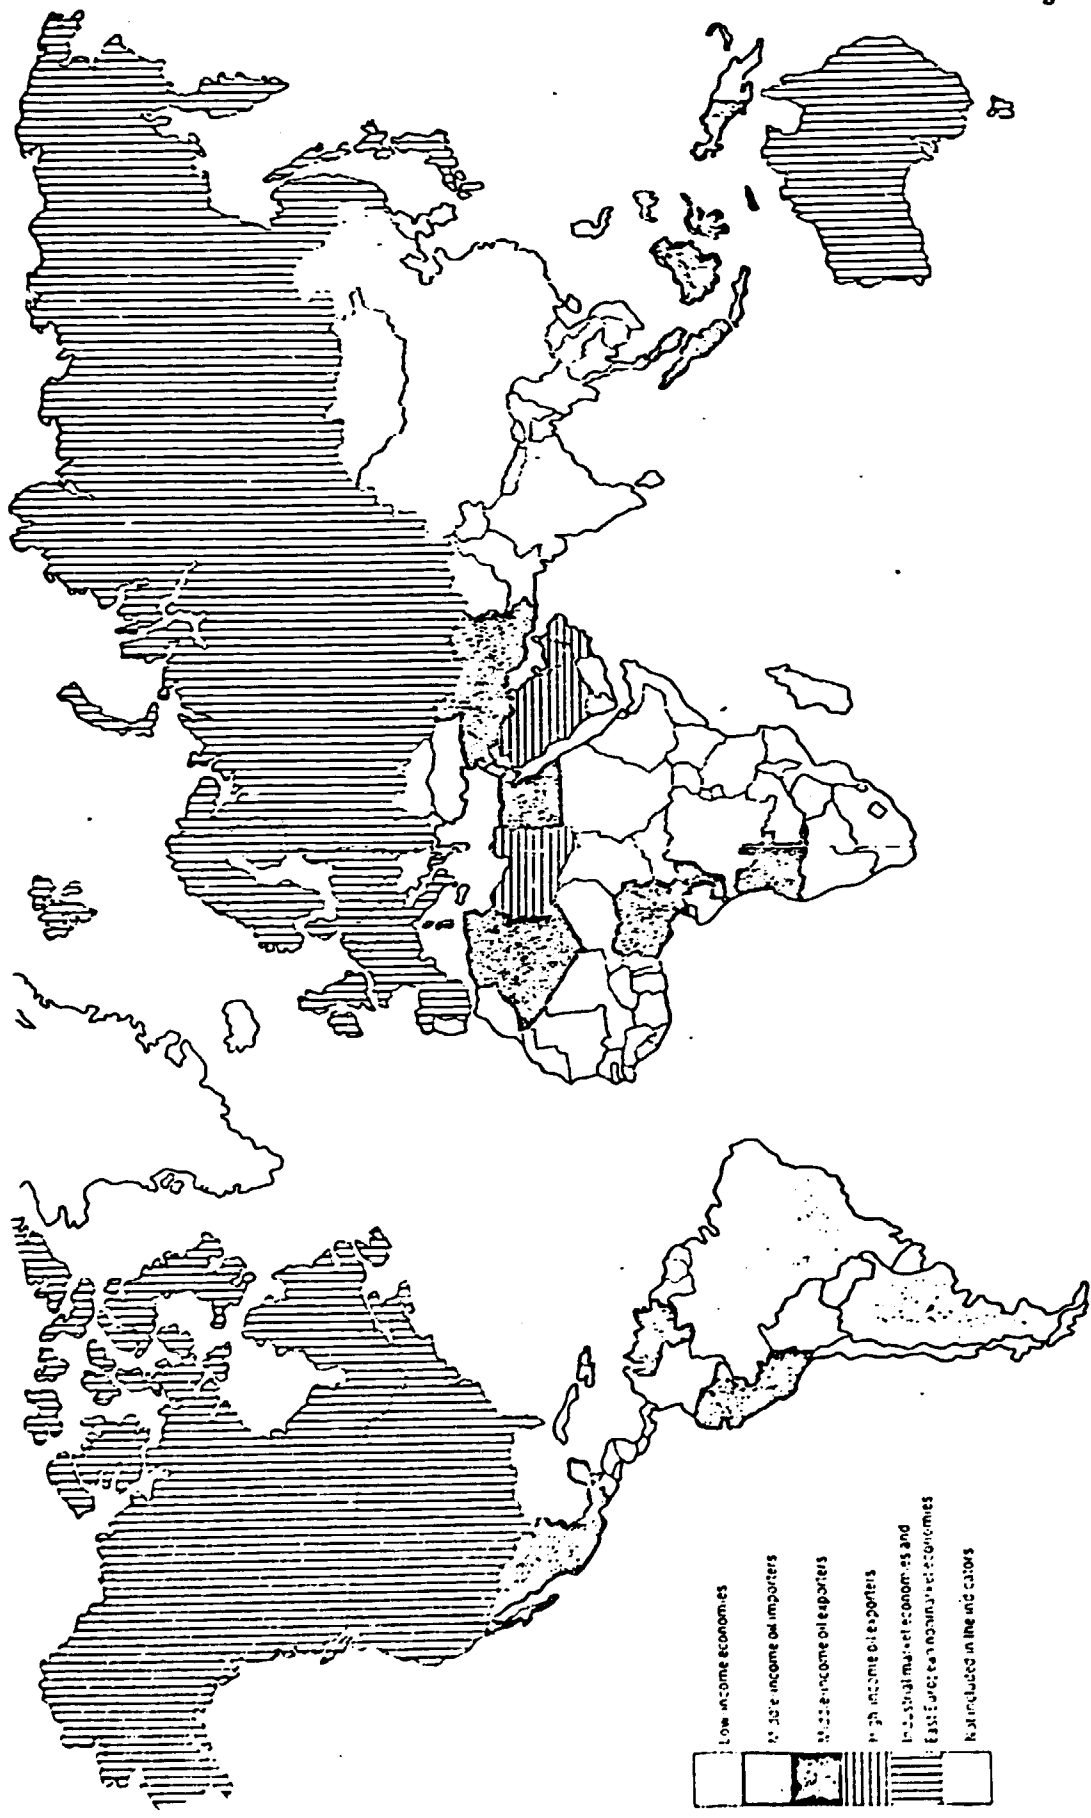 Low income economies
Middle-income oil importers
Middle-income oil exporters
High income oil exporters
Industrial market economies and
East European nonmarket economies
Not included in the indicators